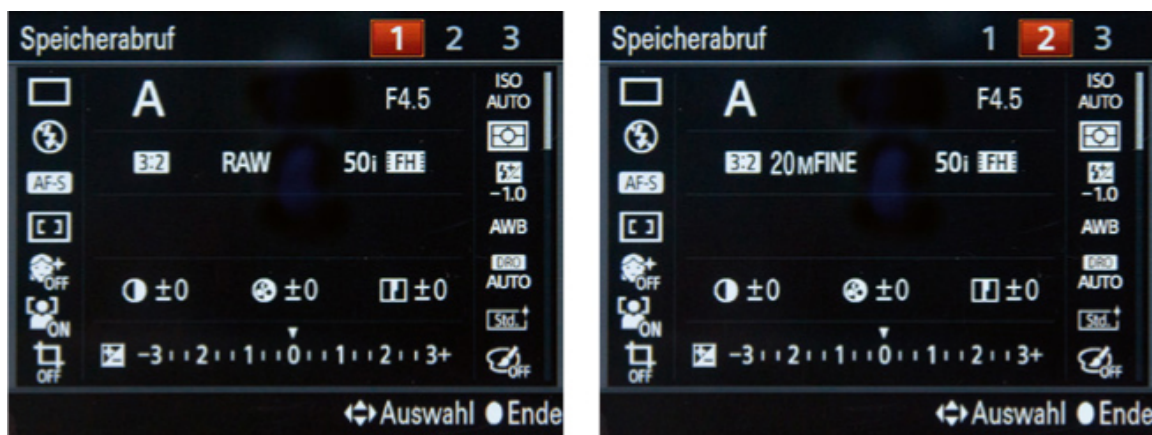 Speicherabruf 1 2 3
A F4.5 ISO AUTO
3:2 RAW 50i FH
AF-S -1.0
AWB
OFF DRO AUTO
±0 ±0 ±0
ON Std.
-3 2 1 0 1 2 3+
OFF OFF
Auswahl Ende
Speicherabruf 1 2 3
A F4.5 ISO AUTO
3:2 20MFINE 50i FH
AF-S -1.0
AWB
OFF DRO AUTO
±0 ±0 ±0
ON Std.
-3 2 1 0 1 2 3+
OFF OFF
Auswahl Ende